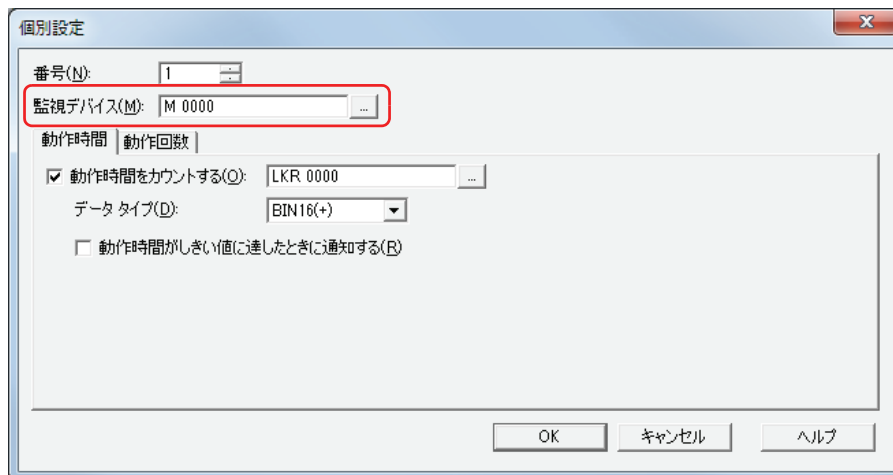 個別設定
番号(N): 1
監視デバイス(M): M 0000 ...
動作時間 動作回数
動作時間をカウントする(O): LKR 0000 ...
データ タイプ(D): BIN16(+)
動作時間がしきい値に達したときに通知する(R)
OK キャンセル ヘルプ